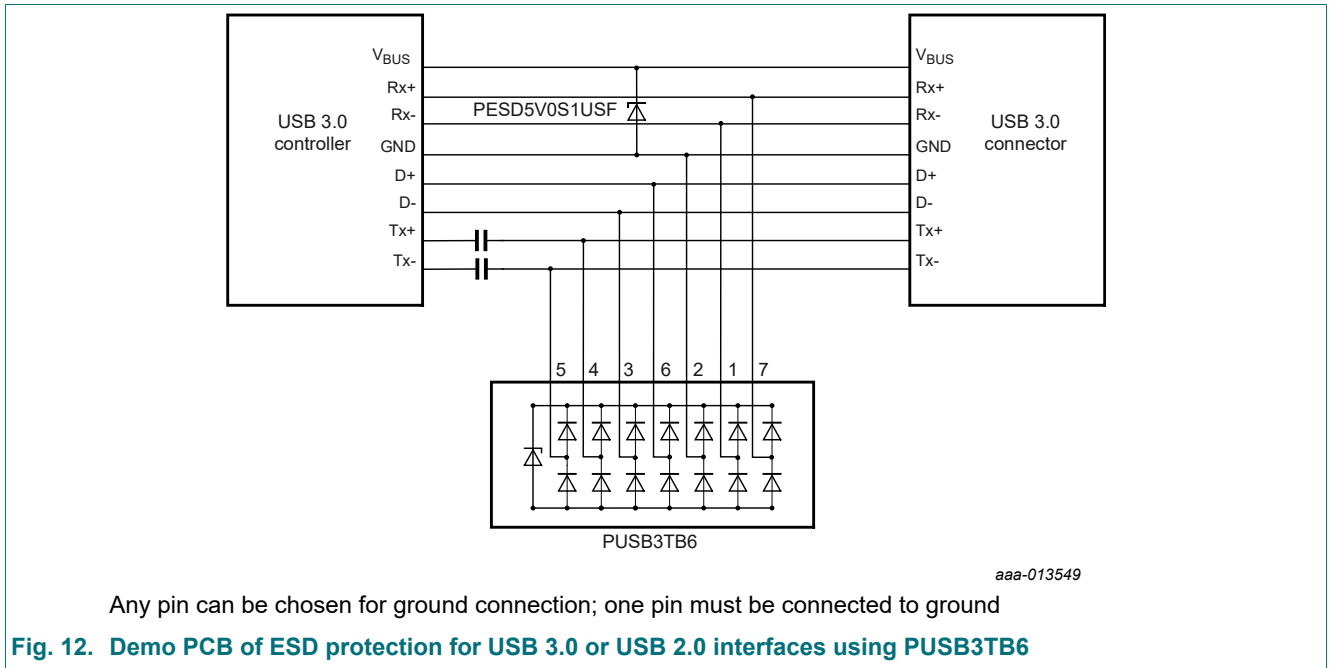 USB 3.0
controller
V_BUS
Rx+
Rx-
GND
D+
D-
Tx+
Tx-
PESD5V0S1USF
V_BUS
Rx+
Rx-
GND
D+
D-
Tx+
Tx-
USB 3.0
connector
5 4 3 6 2 1 7
PUSB3TB6
aaa-013549
Any pin can be chosen for ground connection; one pin must be connected to ground
Fig. 12. Demo PCB of ESD protection for USB 3.0 or USB 2.0 interfaces using PUSB3TB6